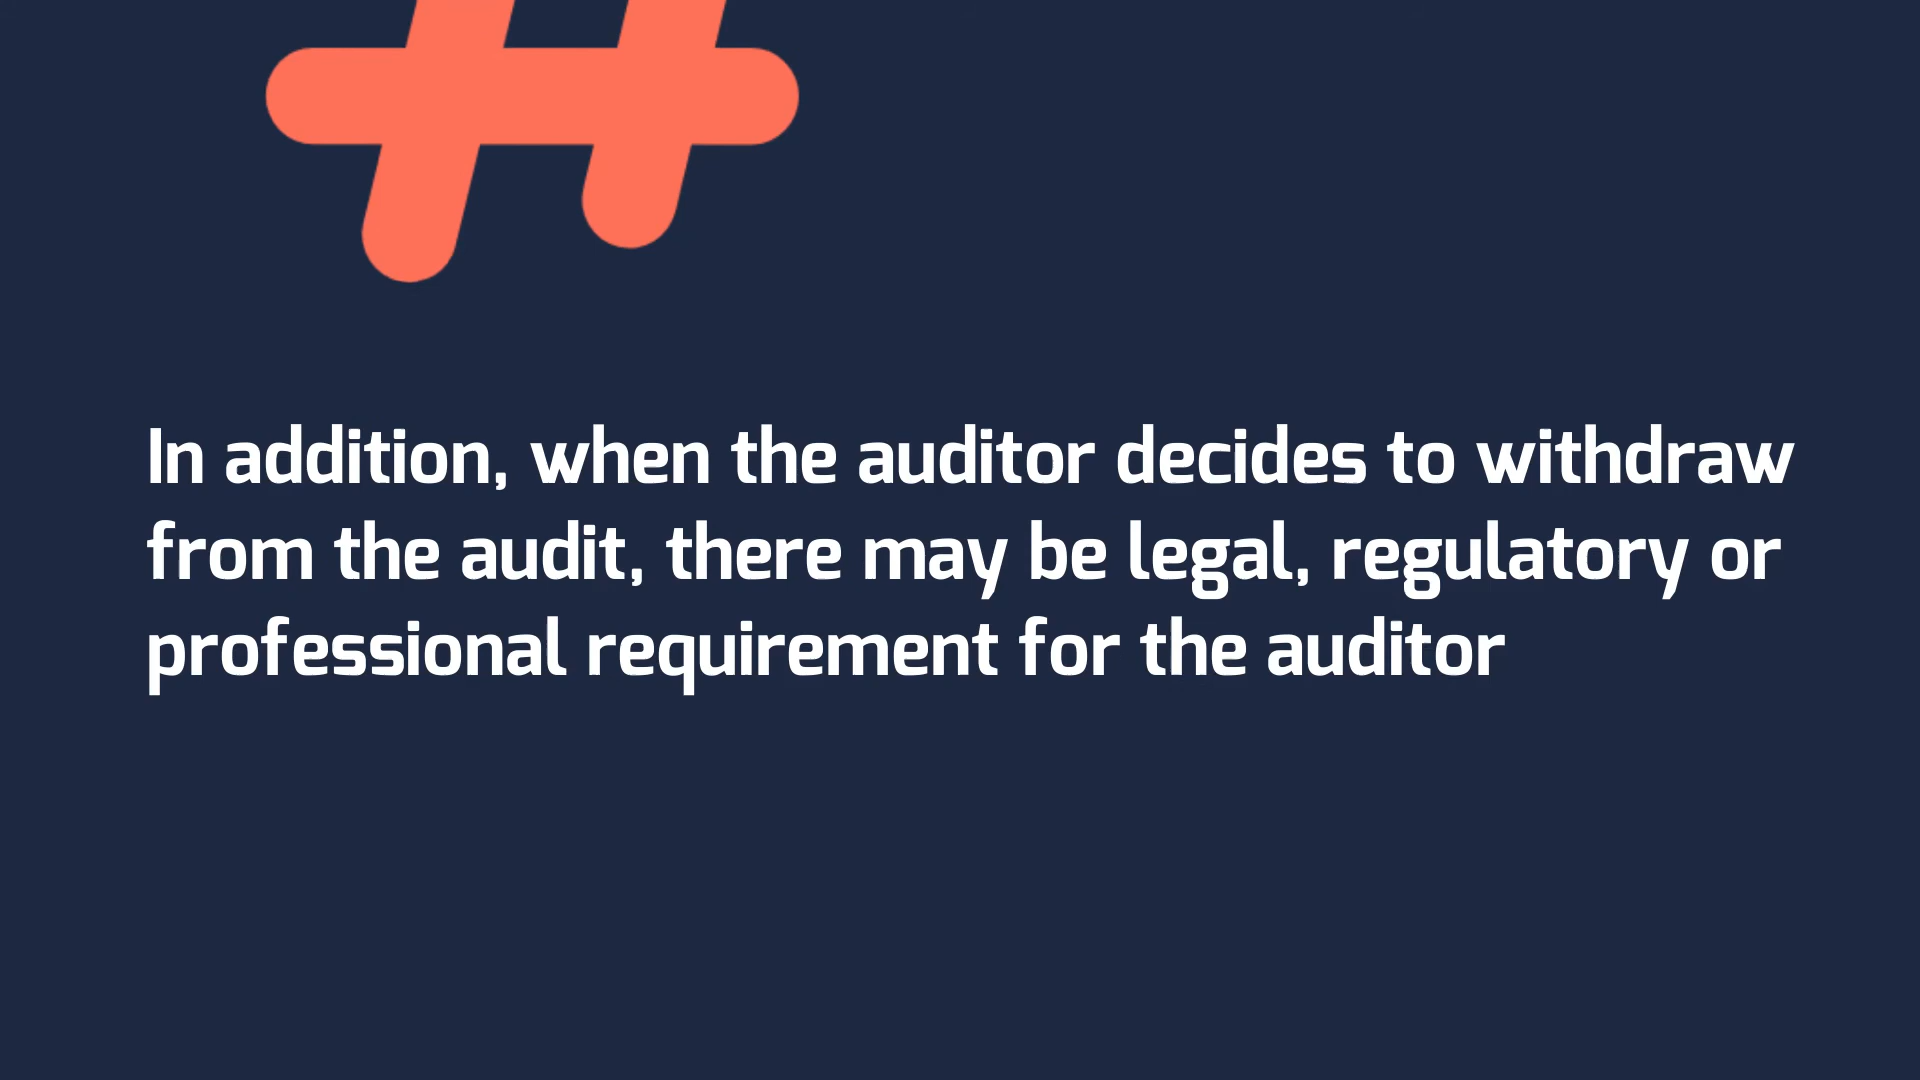 In addition, when the auditor decides to withdraw
from the audit, there may be legal, regulatory or
professional requirement for the auditor